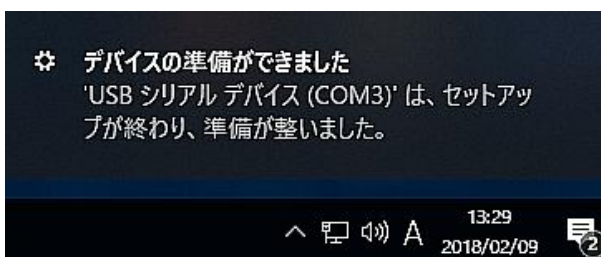 デバイスの準備ができました
'USB シリアル デバイス (COM3)' は、セットアッ
プが終わり、準備が整いました。
A
13:29
2018/02/09
2